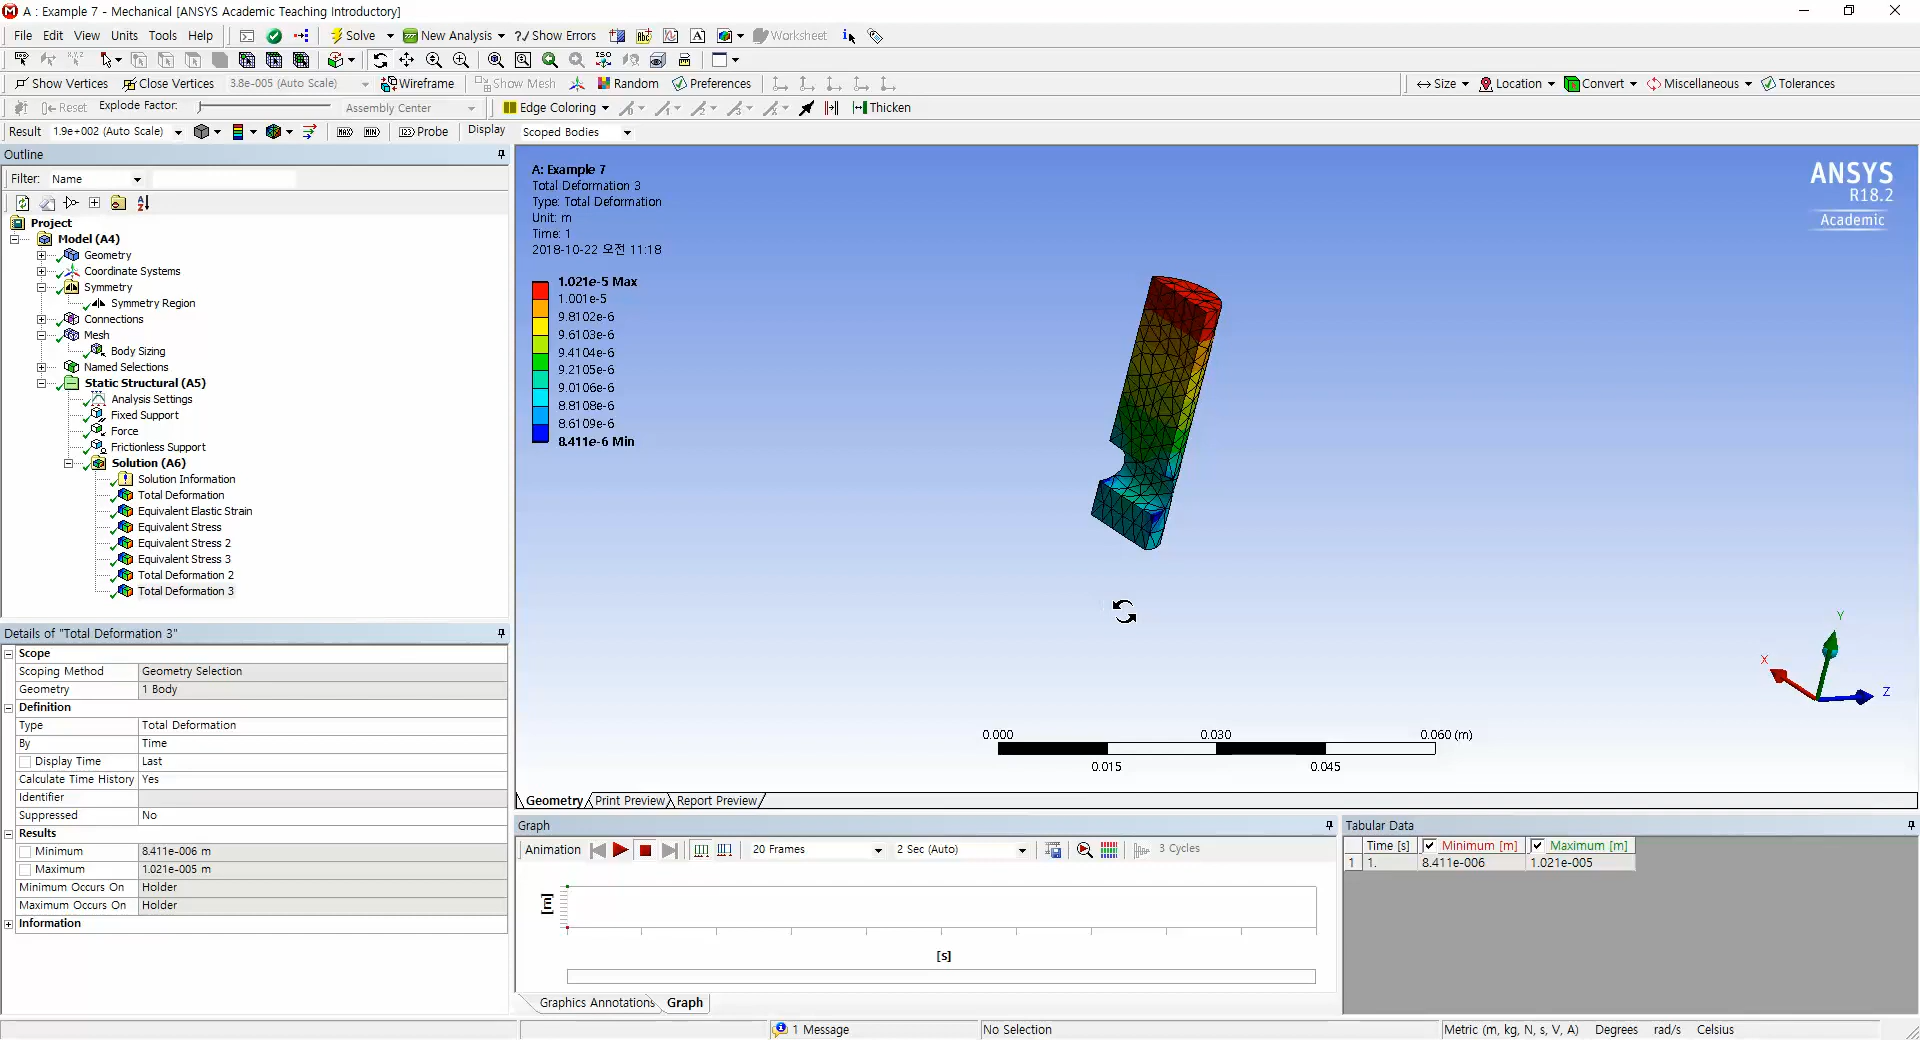 A : Example 7 - Mechanical [ANSYS Academic Teaching Introductory]
File Edit View Units Tools Help Solve New Analysis ?/ Show Errors Worksheet
Show Vertices Close Vertices 3.8e-005 (Auto Scale) Wireframe Show Mesh Random Preferences Size Location Convert Miscellaneous Tolerances
Reset Explode Factor: Assembly Center Edge Coloring Thicken
Result 1.9e+002 (Auto Scale) MAX MIN Probe Display Scoped Bodies
Outline
Filter: Name
Project
Model (A4)
Geometry
Coordinate Systems
Symmetry
Symmetry Region
Connections
Mesh
Body Sizing
Named Selections
Static Structural (A5)
Analysis Settings
Fixed Support
Force
Frictionless Support
Solution (A6)
Solution Information
Total Deformation
Equivalent Elastic Strain
Equivalent Stress
Equivalent Stress 2
Equivalent Stress 3
Total Deformation 2
Total Deformation 3
Details of "Total Deformation 3"
Scope
Scoping Method Geometry Selection
Geometry 1 Body
Definition
Type Total Deformation
By Time
Display Time Last
Calculate Time History Yes
Identifier
Suppressed No
Results
Minimum 8.411e-006 m
Maximum 1.021e-005 m
Minimum Occurs On Holder
Maximum Occurs On Holder
Information
A: Example 7
Total Deformation 3
Type: Total Deformation
Unit: m
Time: 1
2018-10-22 오전 11:18
1.021e-5 Max
1.001e-5
9.8102e-6
9.6103e-6
9.4104e-6
9.2105e-6
9.0106e-6
8.8108e-6
8.6109e-6
8.411e-6 Min
ANSYS
R18.2
Academic
Y
X
Z
0.000 0.030 0.060 (m)
0.015 0.045
Geometry Print Preview Report Preview
Graph
Animation 20 Frames 2 Sec (Auto) 3 Cycles
[m]
[s]
Graphics Annotations Graph
Tabular Data
Time [s] Minimum [m] Maximum [m]
1 1. 8.411e-006 1.021e-005
1 Message No Selection Metric (m, kg, N, s, V, A) Degrees rad/s Celsius